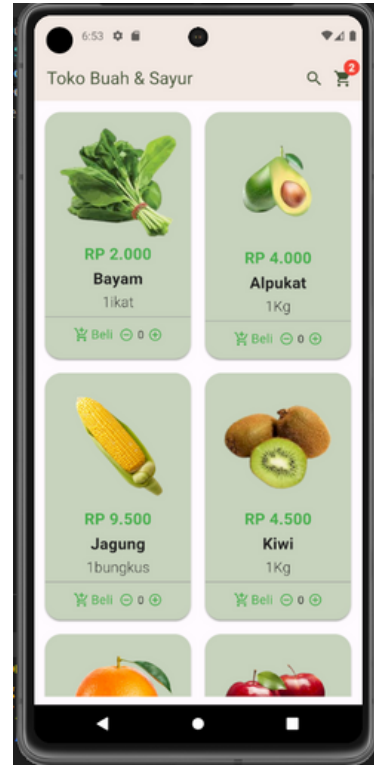 6:53
Toko Buah & Sayur
2
RP 2.000
Bayam
1ikat
Beli 0
RP 4.000
Alpukat
1Kg
Beli 0
RP 9.500
Jagung
1bungkus
Beli 0
RP 4.500
Kiwi
1Kg
Beli 0